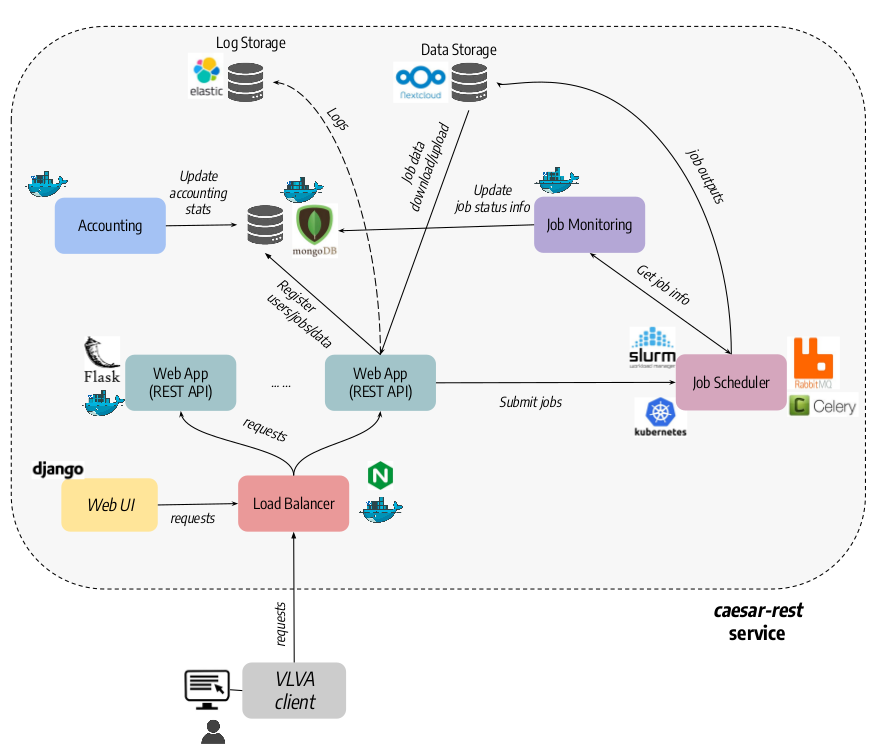 Log Storage
Data Storage
elastic
nextcloud
Logs
Job data
download/upload
job outputs
Update
accounting
stats
Update
job status info
Accounting
mongoDB
Job Monitoring
Get job info
Register
users/jobs/data
Flask
Web App
(REST API)
... ...
Web App
(REST API)
slurm
workload manager
Job Scheduler
RabbitMQ
Submit jobs
kubernetes
C Celery
requests
django
N
Web UI
requests
Load Balancer
requests
caesar-rest
service
VLVA
client